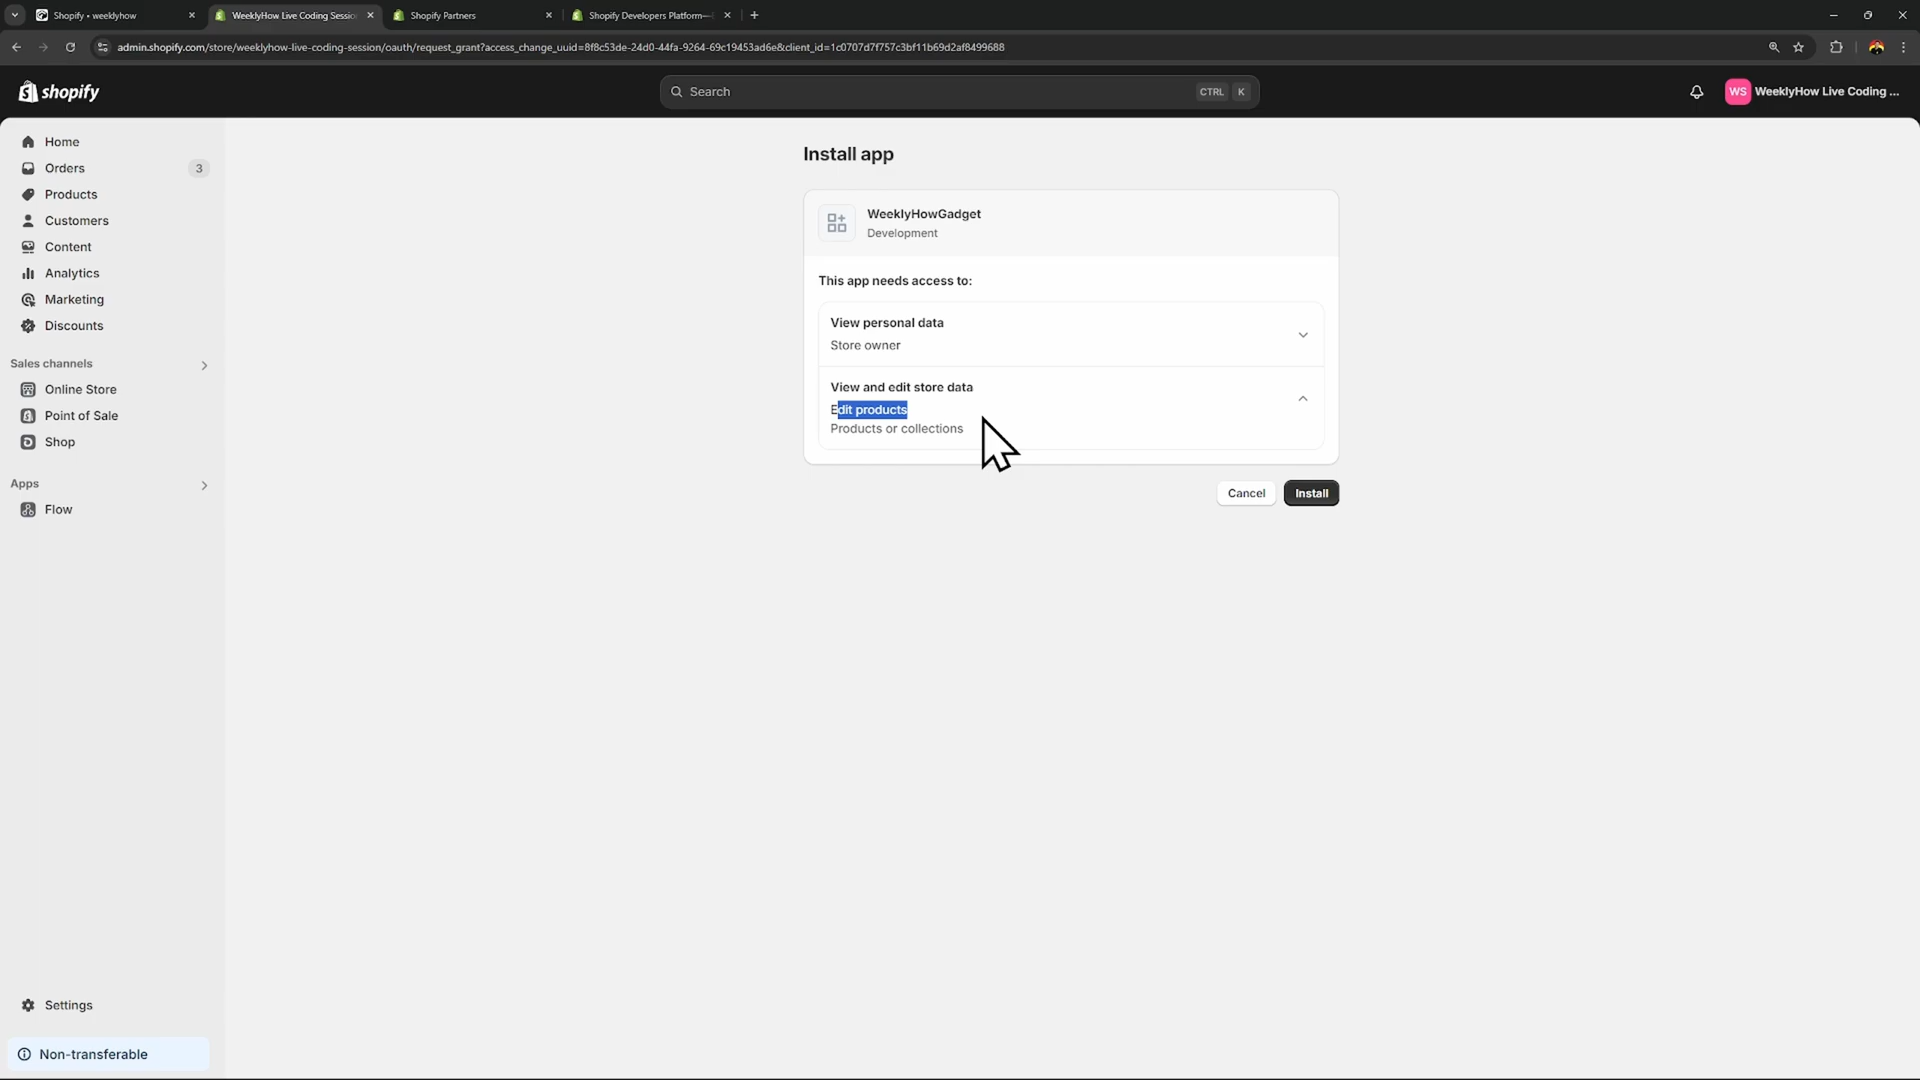 Shopify • weeklyhow
WeeklyHow Live Coding Sessio
Shopify Partners
Shopify Developers Platform—
admin.shopify.com/store/weeklyhow-live-coding-session/oauth/request_grant?access_change_uuid=8f8c53de-24d0-44fa-9264-69c19453ad6e&client_id=1c0707d7f757c3bf11b69d2af8499688
shopify
Search
CTRL K
WS WeeklyHow Live Coding ...
Home
Orders 3
Products
Customers
Content
Analytics
Marketing
Discounts
Sales channels
Online Store
Point of Sale
Shop
Apps
Flow
Settings
Non-transferable
Install app
WeeklyHowGadget
Development
This app needs access to:
View personal data
Store owner
View and edit store data
Edit products
Products or collections
Cancel
Install